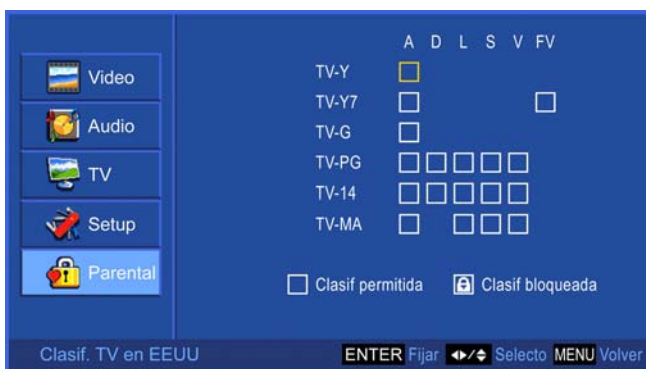 A D L S V FV
Video
TV-Y
TV-Y7
Audio
TV-G
TV-PG
TV
TV-14
Setup
TV-MA
Parental
Clasif permitida
Clasif bloqueada
Clasif. TV en EEUU
ENTER Fijar
Selecto MENU Volver